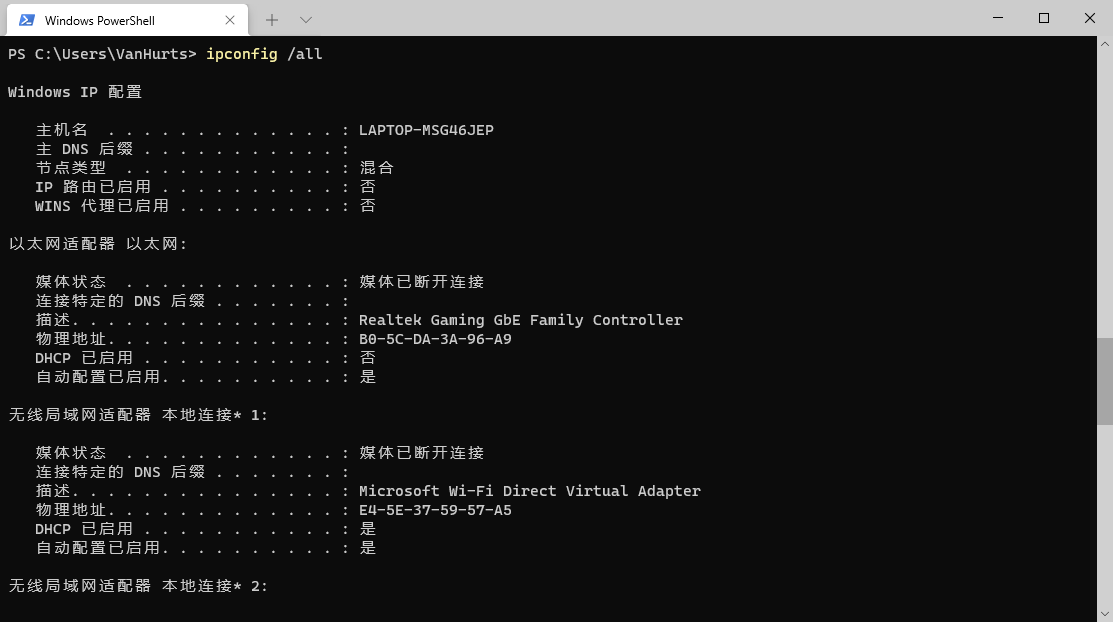 Windows PowerShell
PS C:\Users\VanHurts> ipconfig /all
Windows IP 配置
主机名 . . . . . . . . . . . . . : LAPTOP-MSG46JEP
主 DNS 后缀 . . . . . . . . . . . :
节点类型 . . . . . . . . . . . . : 混合
IP 路由已启用 . . . . . . . . . . : 否
WINS 代理已启用 . . . . . . . . . : 否
以太网适配器 以太网:
媒体状态 . . . . . . . . . . . . : 媒体已断开连接
连接特定的 DNS 后缀 . . . . . . . :
描述. . . . . . . . . . . . . . . : Realtek Gaming GbE Family Controller
物理地址. . . . . . . . . . . . . : B0-5C-DA-3A-96-A9
DHCP 已启用 . . . . . . . . . . . : 否
自动配置已启用. . . . . . . . . . : 是
无线局域网适配器 本地连接* 1:
媒体状态 . . . . . . . . . . . . : 媒体已断开连接
连接特定的 DNS 后缀 . . . . . . . :
描述. . . . . . . . . . . . . . . : Microsoft Wi-Fi Direct Virtual Adapter
物理地址. . . . . . . . . . . . . : E4-5E-37-59-57-A5
DHCP 已启用 . . . . . . . . . . . : 是
自动配置已启用. . . . . . . . . . : 是
无线局域网适配器 本地连接* 2: